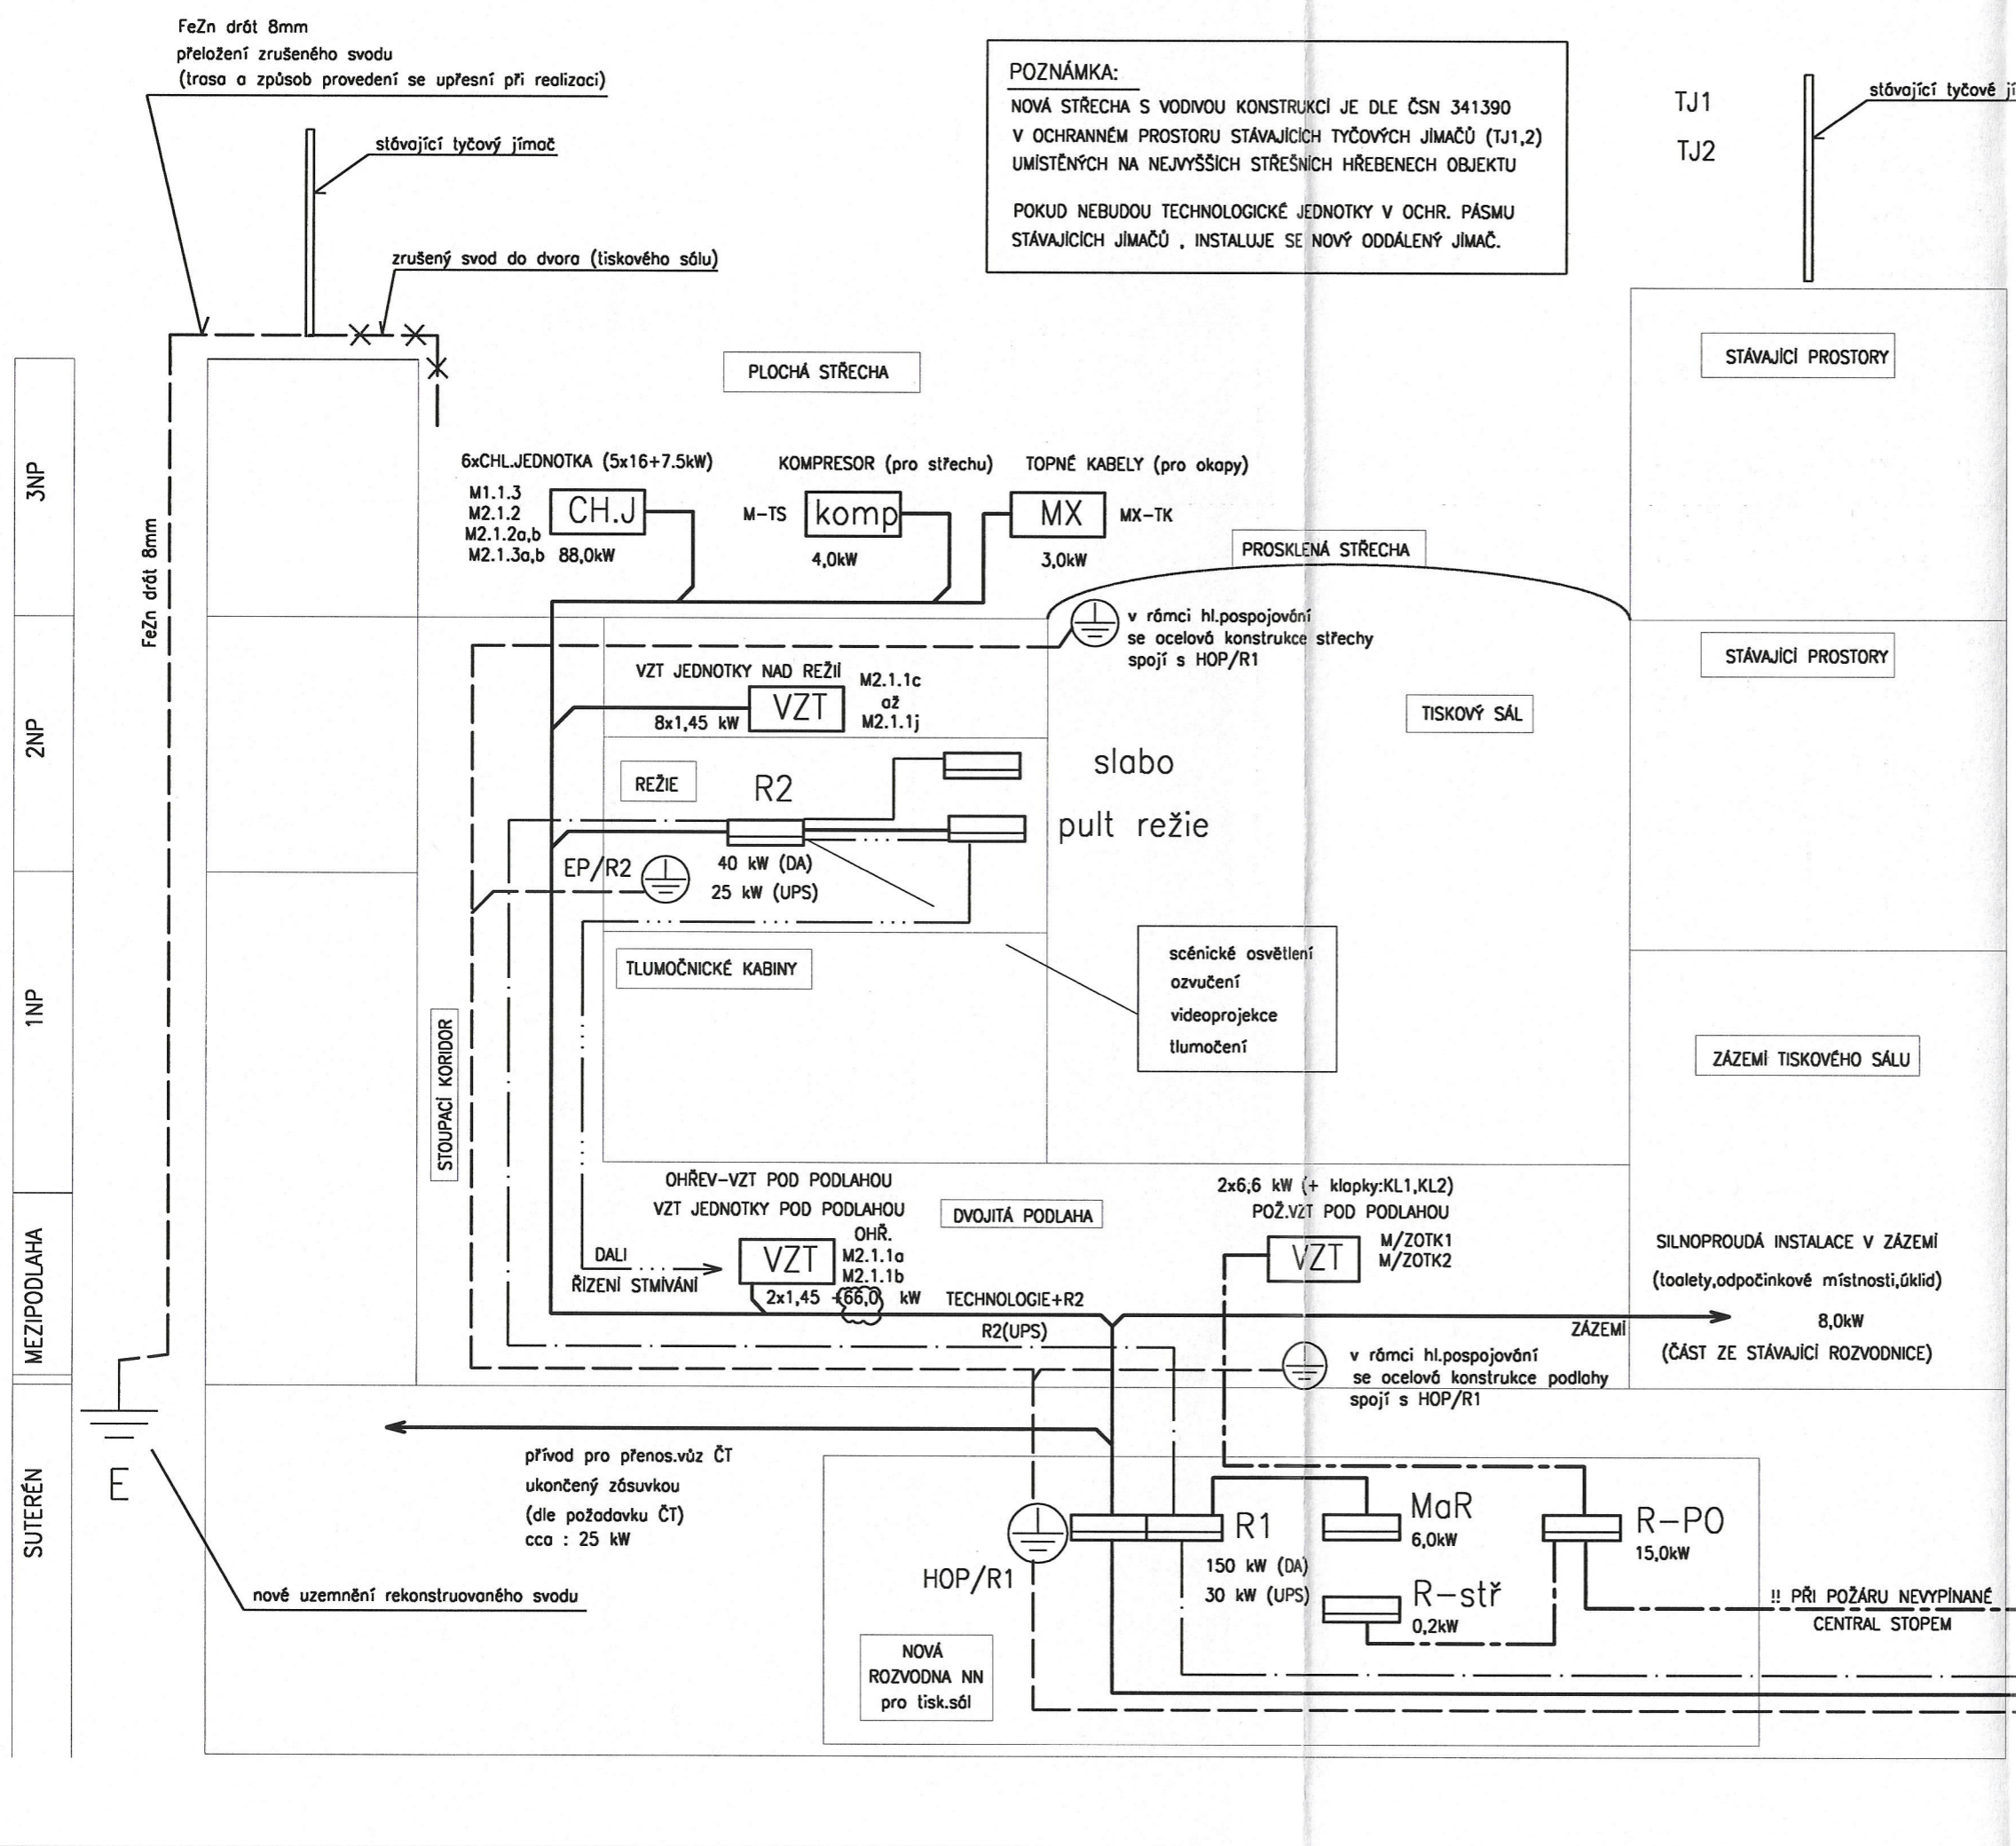 FeZn drát 8mm
přeložení zrušeného svodu
(trasa a způsob provedení se upřesní při realizaci)
stávající tyčový jímač
zrušený svod do dvora (tiskového sálu)
POZNÁMKA:
NOVÁ STŘECHA S VODIVOU KONSTRUKCÍ JE DLE ČSN 341390
V OCHRANNÉM PROSTORU STÁVAJÍCÍCH TYČOVÝCH JÍMAČŮ (TJ1,2)
UMÍSTĚNÝCH NA NEJVYŠŠÍCH STŘEŠNÍCH HŘEBENECH OBJEKTU
POKUD NEBUDOU TECHNOLOGICKÉ JEDNOTKY V OCHR. PÁSMU
STÁVAJÍCÍCH JÍMAČŮ , INSTALUJE SE NOVÝ ODDÁLENÝ JÍMAČ.
TJ1
TJ2
stávající tyčové
PLOCHÁ STŘECHA
STÁVAJÍCÍ PROSTORY
3NP
2NP
1NP
MEZIPODLAHA
SUTERÉN
FeZn drát 8mm
6xCHL.JEDNOTKA (5x16+7.5kW)
M1.1.3
M2.1.2
M2.1.2a,b
M2.1.3a,b
CH.J
88,0kW
KOMPRESOR (pro střechu)
M-TS
komp
4,0kW
TOPNÉ KABELY (pro okapy)
MX
MX-TK
3,0kW
PROSKLENÁ STŘECHA
v rámci hl.pospojování
se ocelová konstrukce střechy
spojí s HOP/R1
STÁVAJÍCÍ PROSTORY
VZT JEDNOTKY NAD REŽIÍ
8x1,45 kW
VZT
M2.1.1c
až
M2.1.1j
TISKOVÝ SÁL
REŽIE
R2
slabo
pult režie
EP/R2
40 kW (DA)
25 kW (UPS)
TLUMOČNICKÉ KABINY
scénické osvětlení
ozvučení
videoprojekce
tlumočení
STOUPACÍ KORIDOR
ZÁZEMÍ TISKOVÉHO SÁLU
OHŘEV-VZT POD PODLAHOU
VZT JEDNOTKY POD PODLAHOU
OHŘ.
VZT
M2.1.1a
M2.1.1b
2x1,45 +66,0 kW
DALI
ŘÍZENÍ STMÍVÁNÍ
DVOJITÁ PODLAHA
2x6,6 kW (+ klapky:KL1,KL2)
POŽ.VZT POD PODLAHOU
VZT
M/ZOTK1
M/ZOTK2
TECHNOLOGIE+R2
R2(UPS)
ZÁZEMÍ
SILNOPROUDÁ INSTALACE V ZÁZEMÍ
(toalety,odpočinkové místnosti,úklid)
8,0kW
(ČÁST ZE STÁVAJÍCÍ ROZVODNICE)
v rámci hl.pospojování
se ocelová konstrukce podlahy
spojí s HOP/R1
E
přívod pro přenos.vůz ČT
ukončený zásuvkou
(dle požadavku ČT)
cca : 25 kW
nové uzemnění rekonstruovaného svodu
HOP/R1
R1
150 kW (DA)
30 kW (UPS)
MaR
6,0kW
R-stř
0,2kW
R-PO
15,0kW
!! PŘI POŽÁRU NEVYPÍNANÉ
CENTRAL STOPEM
NOVÁ
ROZVODNA NN
pro tisk.sál